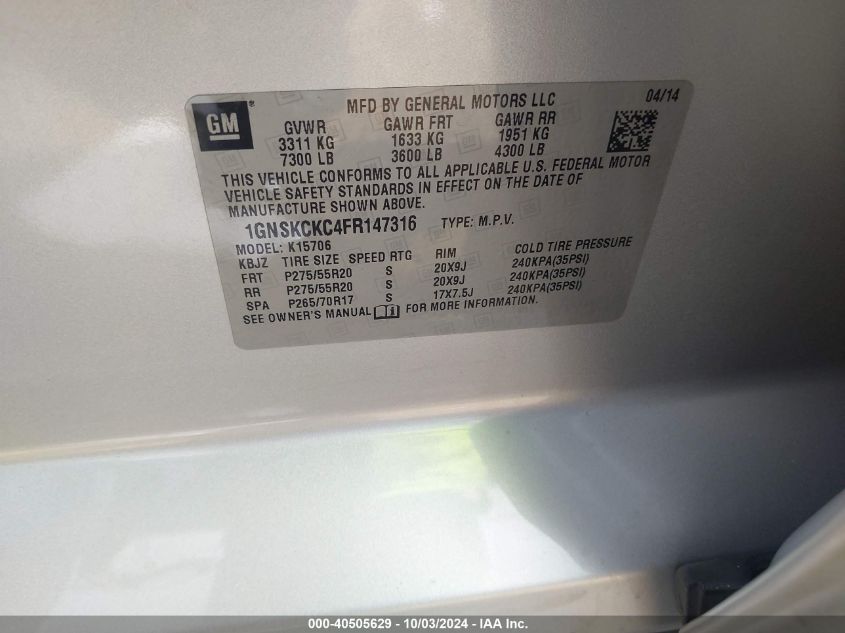 MFD BY GENERAL MOTORS LLC 04/14
GM®
GVWR GAWR FRT GAWR RR
3311 KG 1633 KG 1951 KG
7300 LB 3600 LB 4300 LB
THIS VEHICLE CONFORMS TO ALL APPLICABLE U.S. FEDERAL MOTOR
VEHICLE SAFETY STANDARDS IN EFFECT ON THE DATE OF
MANUFACTURE SHOWN ABOVE.
1GNSKCKC4FR147316 TYPE: M.P.V.
MODEL: K15706
KBJZ TIRE SIZE SPEED RTG RIM COLD TIRE PRESSURE
FRT P275/55R20 S 20X9J 240KPA(35PSI)
RR P275/55R20 S 20X9J 240KPA(35PSI)
SPA P265/70R17 S 17X7.5J 240KPA(35PSI)
SEE OWNER'S MANUAL FOR MORE INFORMATION.
000-40505629 - 10/03/2024 - IAA Inc.